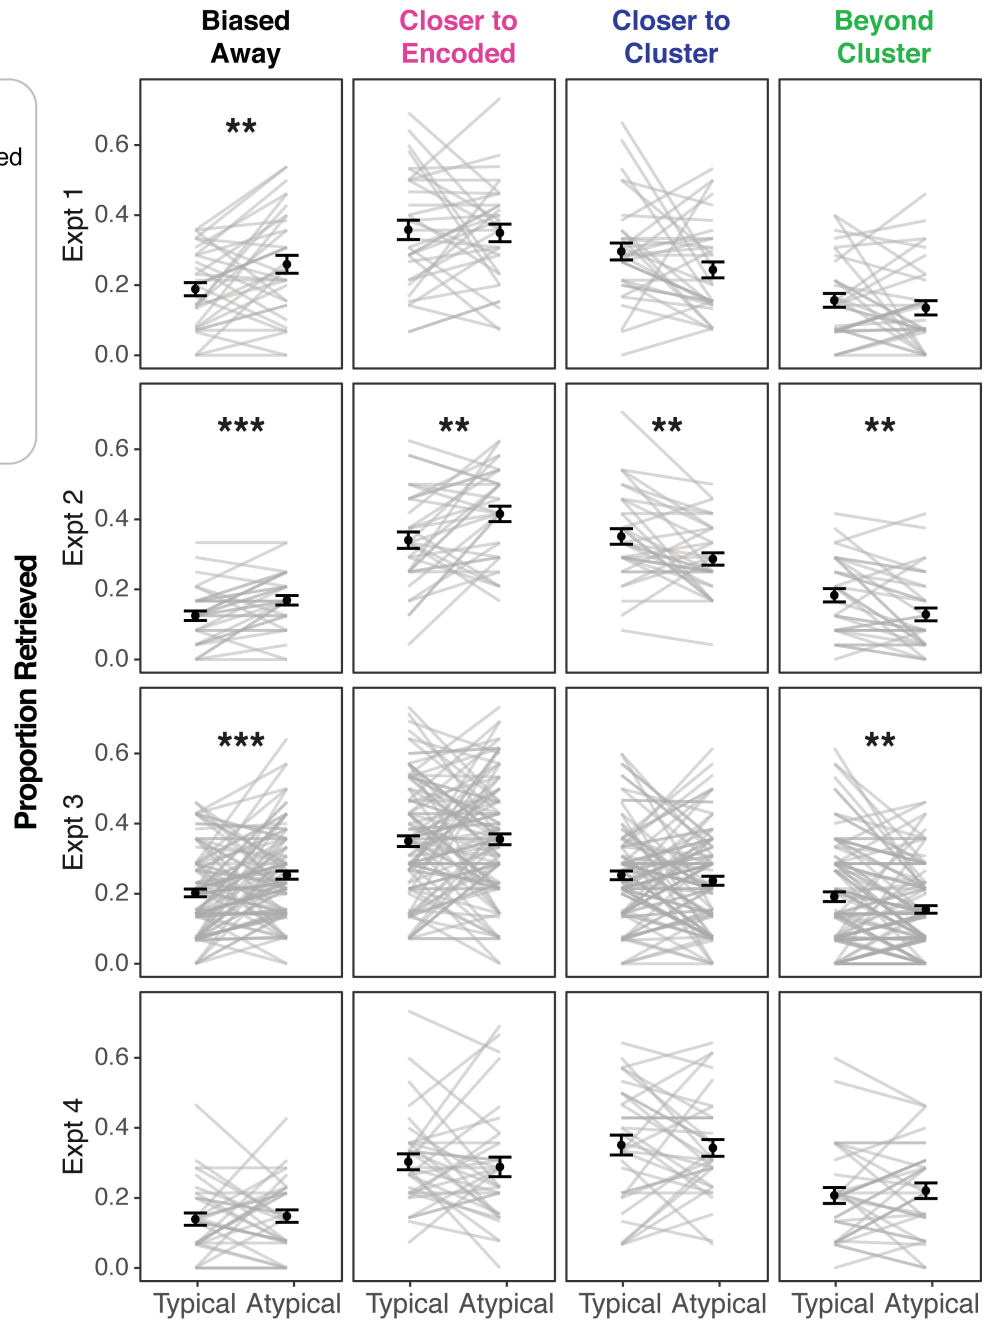 Biased
Away
Closer to
Encoded
Closer to
Cluster
Beyond
Cluster
ed
Proportion Retrieved
Expt 1
0.6
0.4
0.2
0.0
**
Expt 2
0.6
0.4
0.2
0.0
***
**
**
**
Expt 3
0.6
0.4
0.2
0.0
***
**
Expt 4
0.6
0.4
0.2
0.0
Typical Atypical Typical Atypical Typical Atypical Typical Atypical